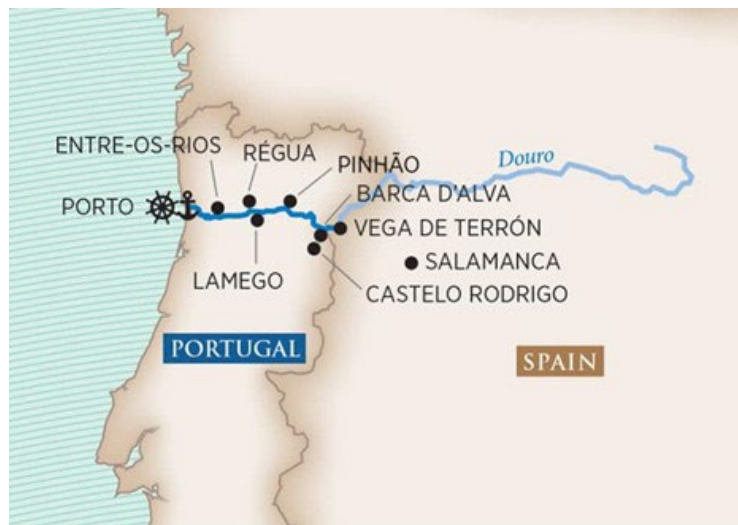 Douro
ENTRE-OS-RIOS
RÉGUA
PINHÃO
BARCA D'ALVA
PORTO
VEGA DE TERRÓN
SALAMANCA
LAMEGO
CASTELO RODRIGO
PORTUGAL
SPAIN